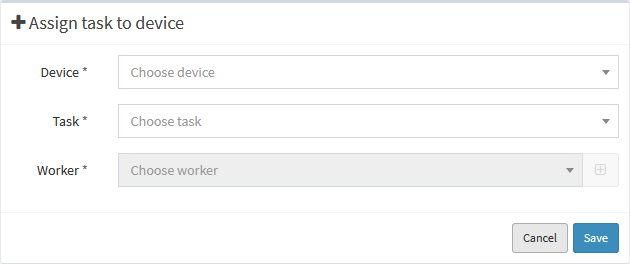 Assign task to device
Device * Choose device
Task * Choose task
Worker * Choose worker
Cancel Save